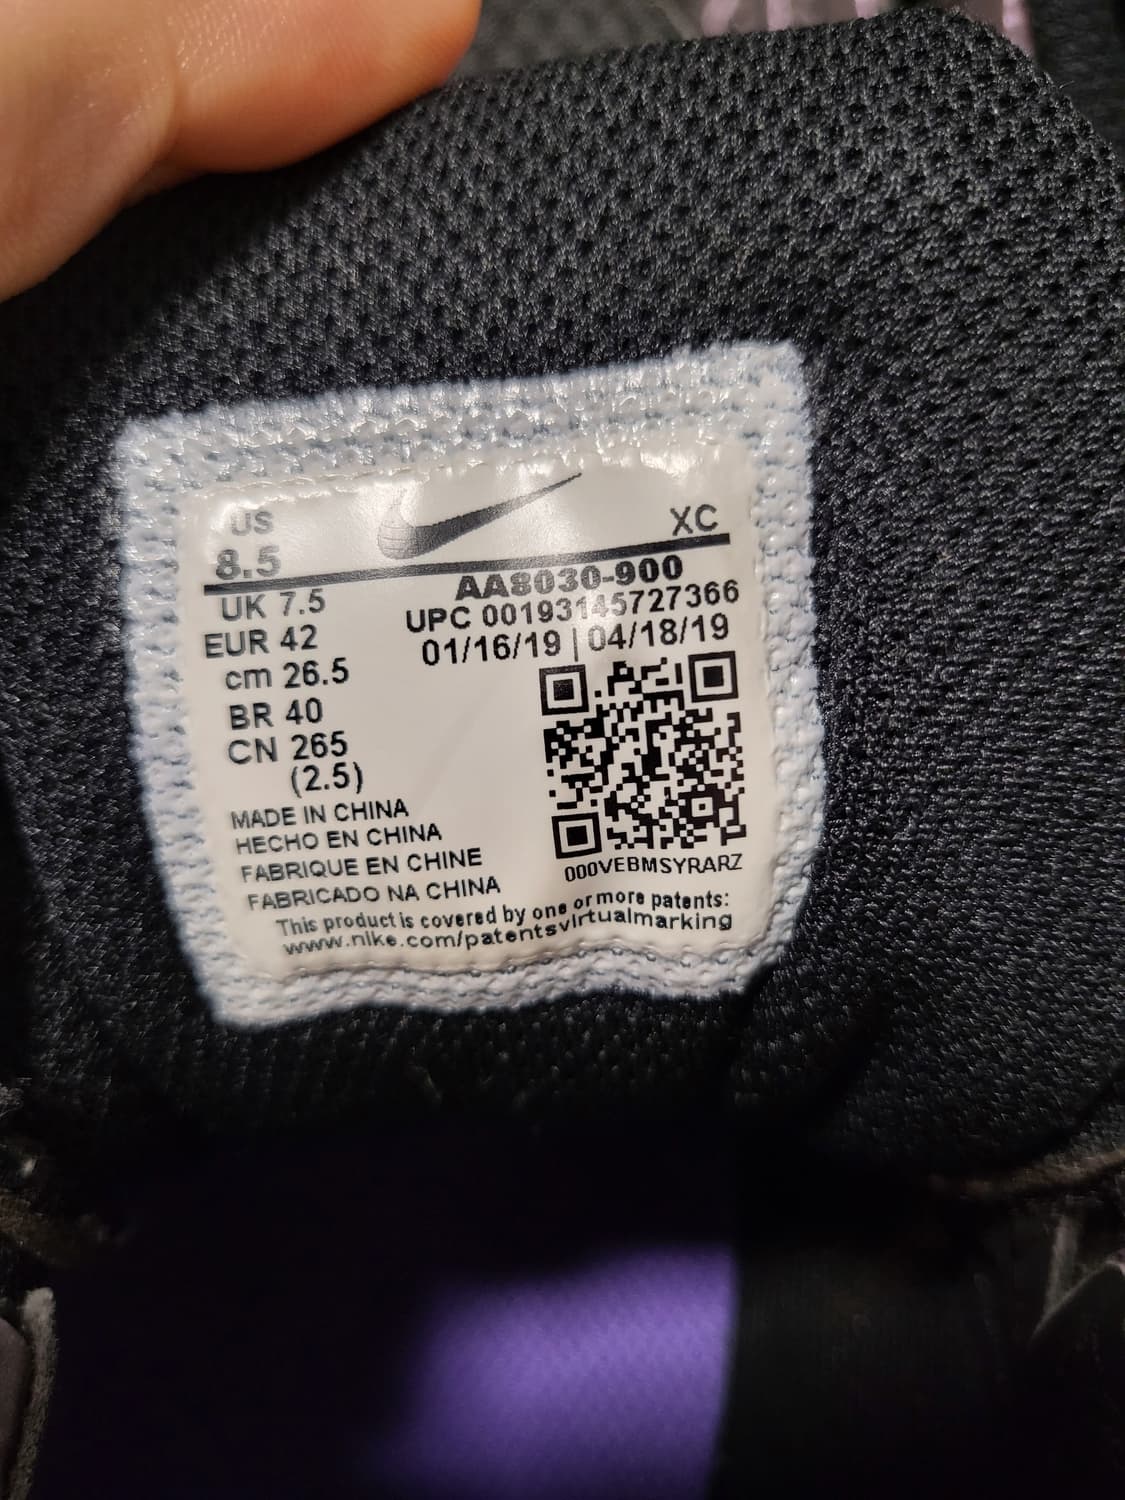 US
8.5
XC
UK 7.5
EUR 42
cm 26.5
BR 40
CN 265
(2.5)
AA8030-900
UPC 00193145727366
01/16/19 | 04/18/19
MADE IN CHINA
HECHO EN CHINA
FABRIQUE EN CHINE
FABRICADO NA CHINA
000VEBMSYRARZ
This product is covered by one or more patents:
www.nike.com/patentsvirtualmarking